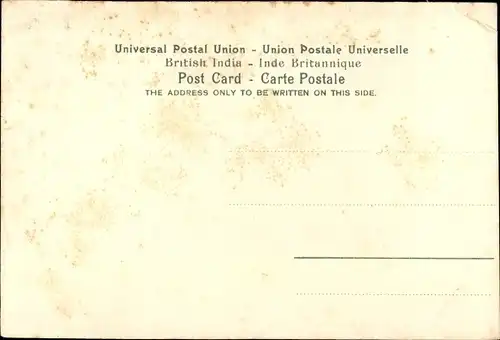 Universal Postal Union - Union Postale Universelle
British India - Inde Britannique
Post Card - Carte Postale
THE ADDRESS ONLY TO BE WRITTEN ON THIS SIDE.